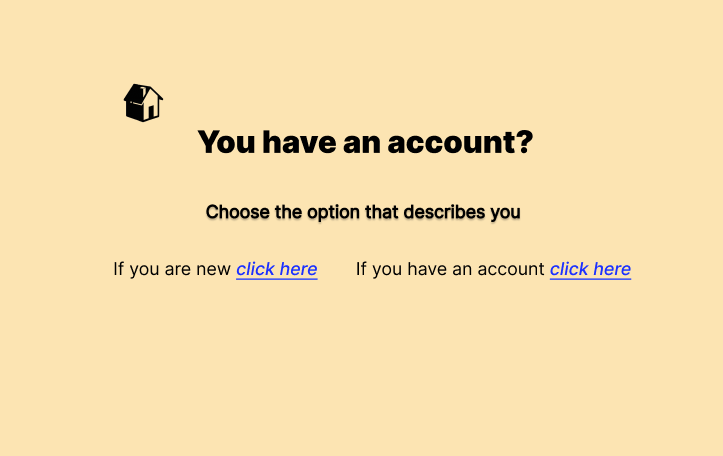 You have an account?
Choose the option that describes you
If you are new click here
If you have an account click here